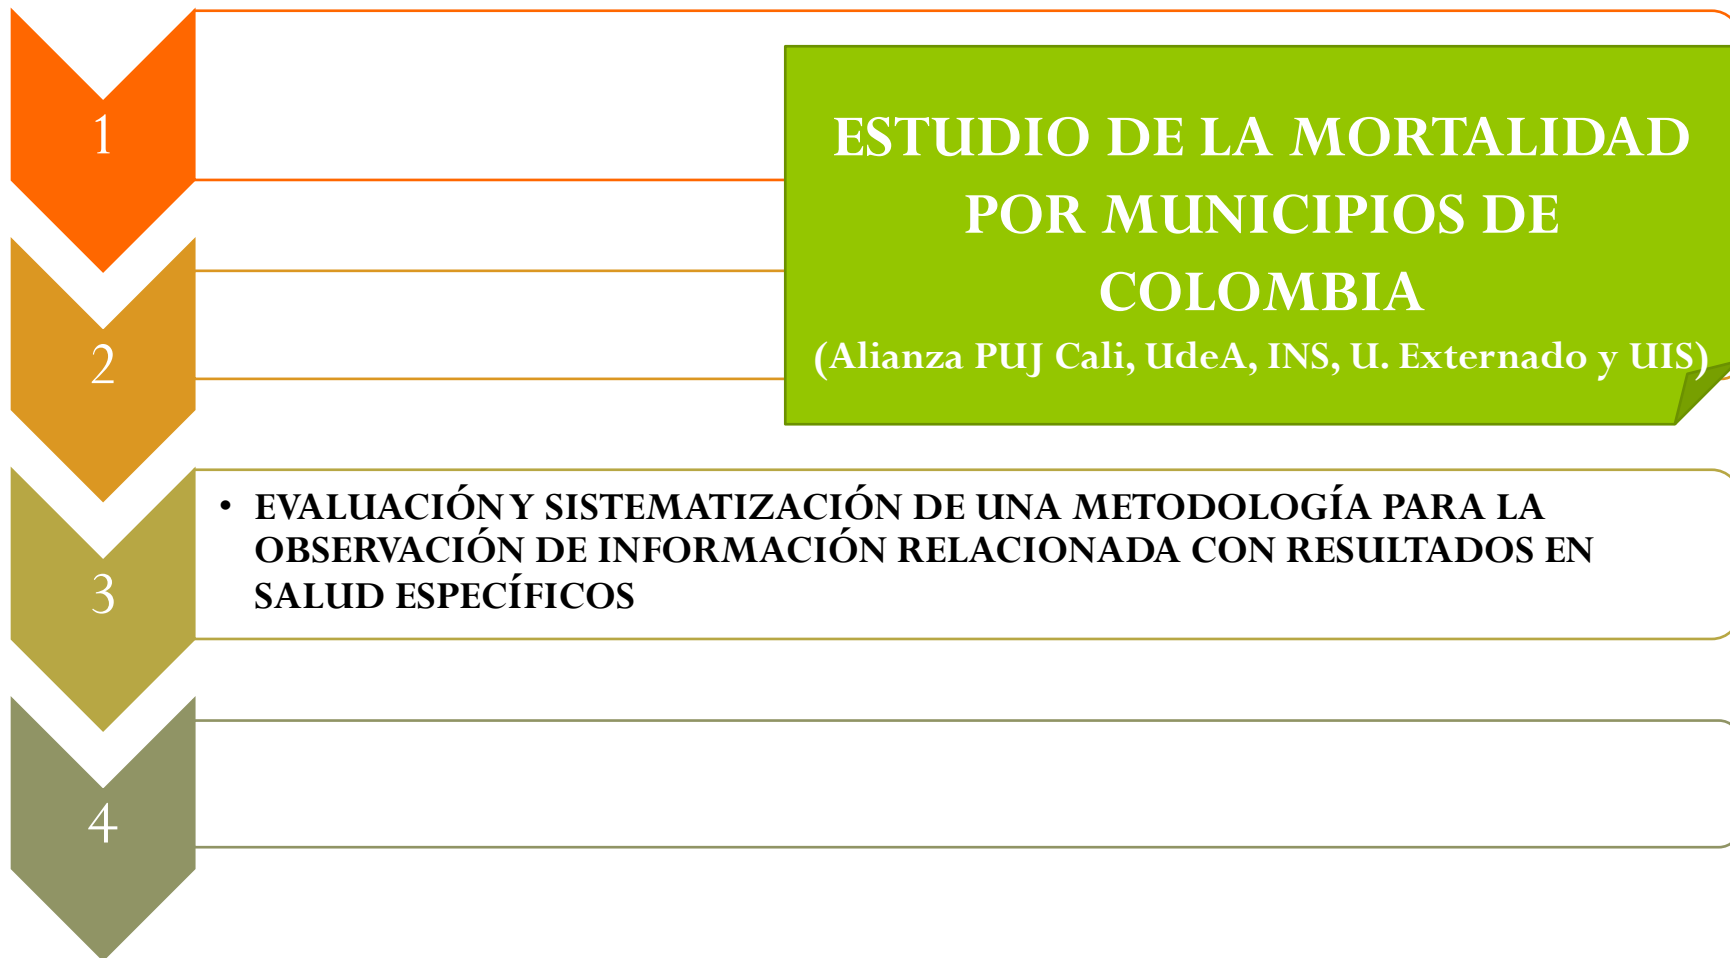 1
ESTUDIO DE LA MORTALIDAD
POR MUNICIPIOS DE
COLOMBIA
(Alianza PUJ Cali, UdeA, INS, U. Externado y UIS)
2
3
• EVALUACIÓN Y SISTEMATIZACIÓN DE UNA METODOLOGÍA PARA LA
OBSERVACIÓN DE INFORMACIÓN RELACIONADA CON RESULTADOS EN
SALUD ESPECÍFICOS
4